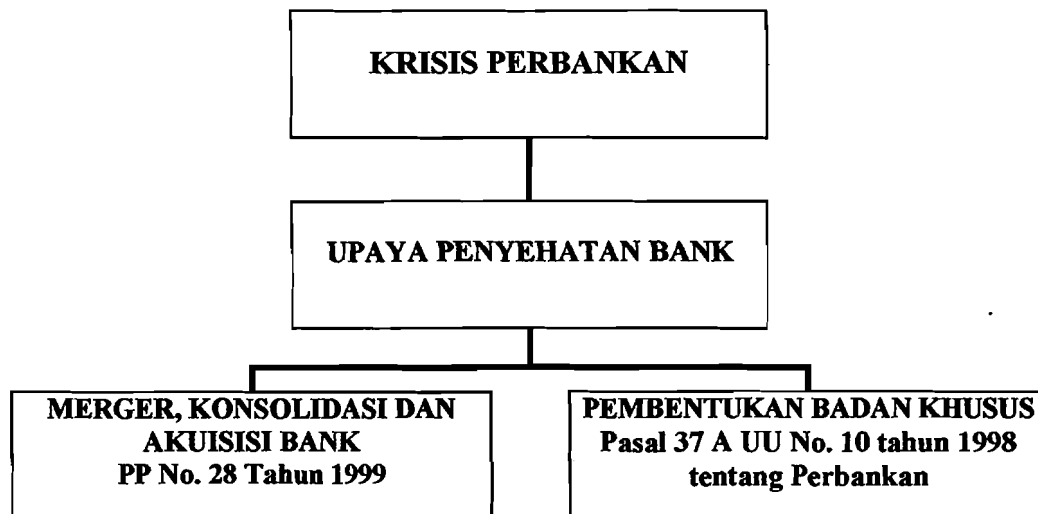 KRISIS PERBANKAN
UPAYA PENYEHATAN BANK
MERGER, KONSOLIDASI DAN
AKUISISI BANK
PP No. 28 Tahun 1999
PEMBENTUKAN BADAN KHUSUS
Pasal 37 A UU No. 10 tahun 1998
tentang Perbankan